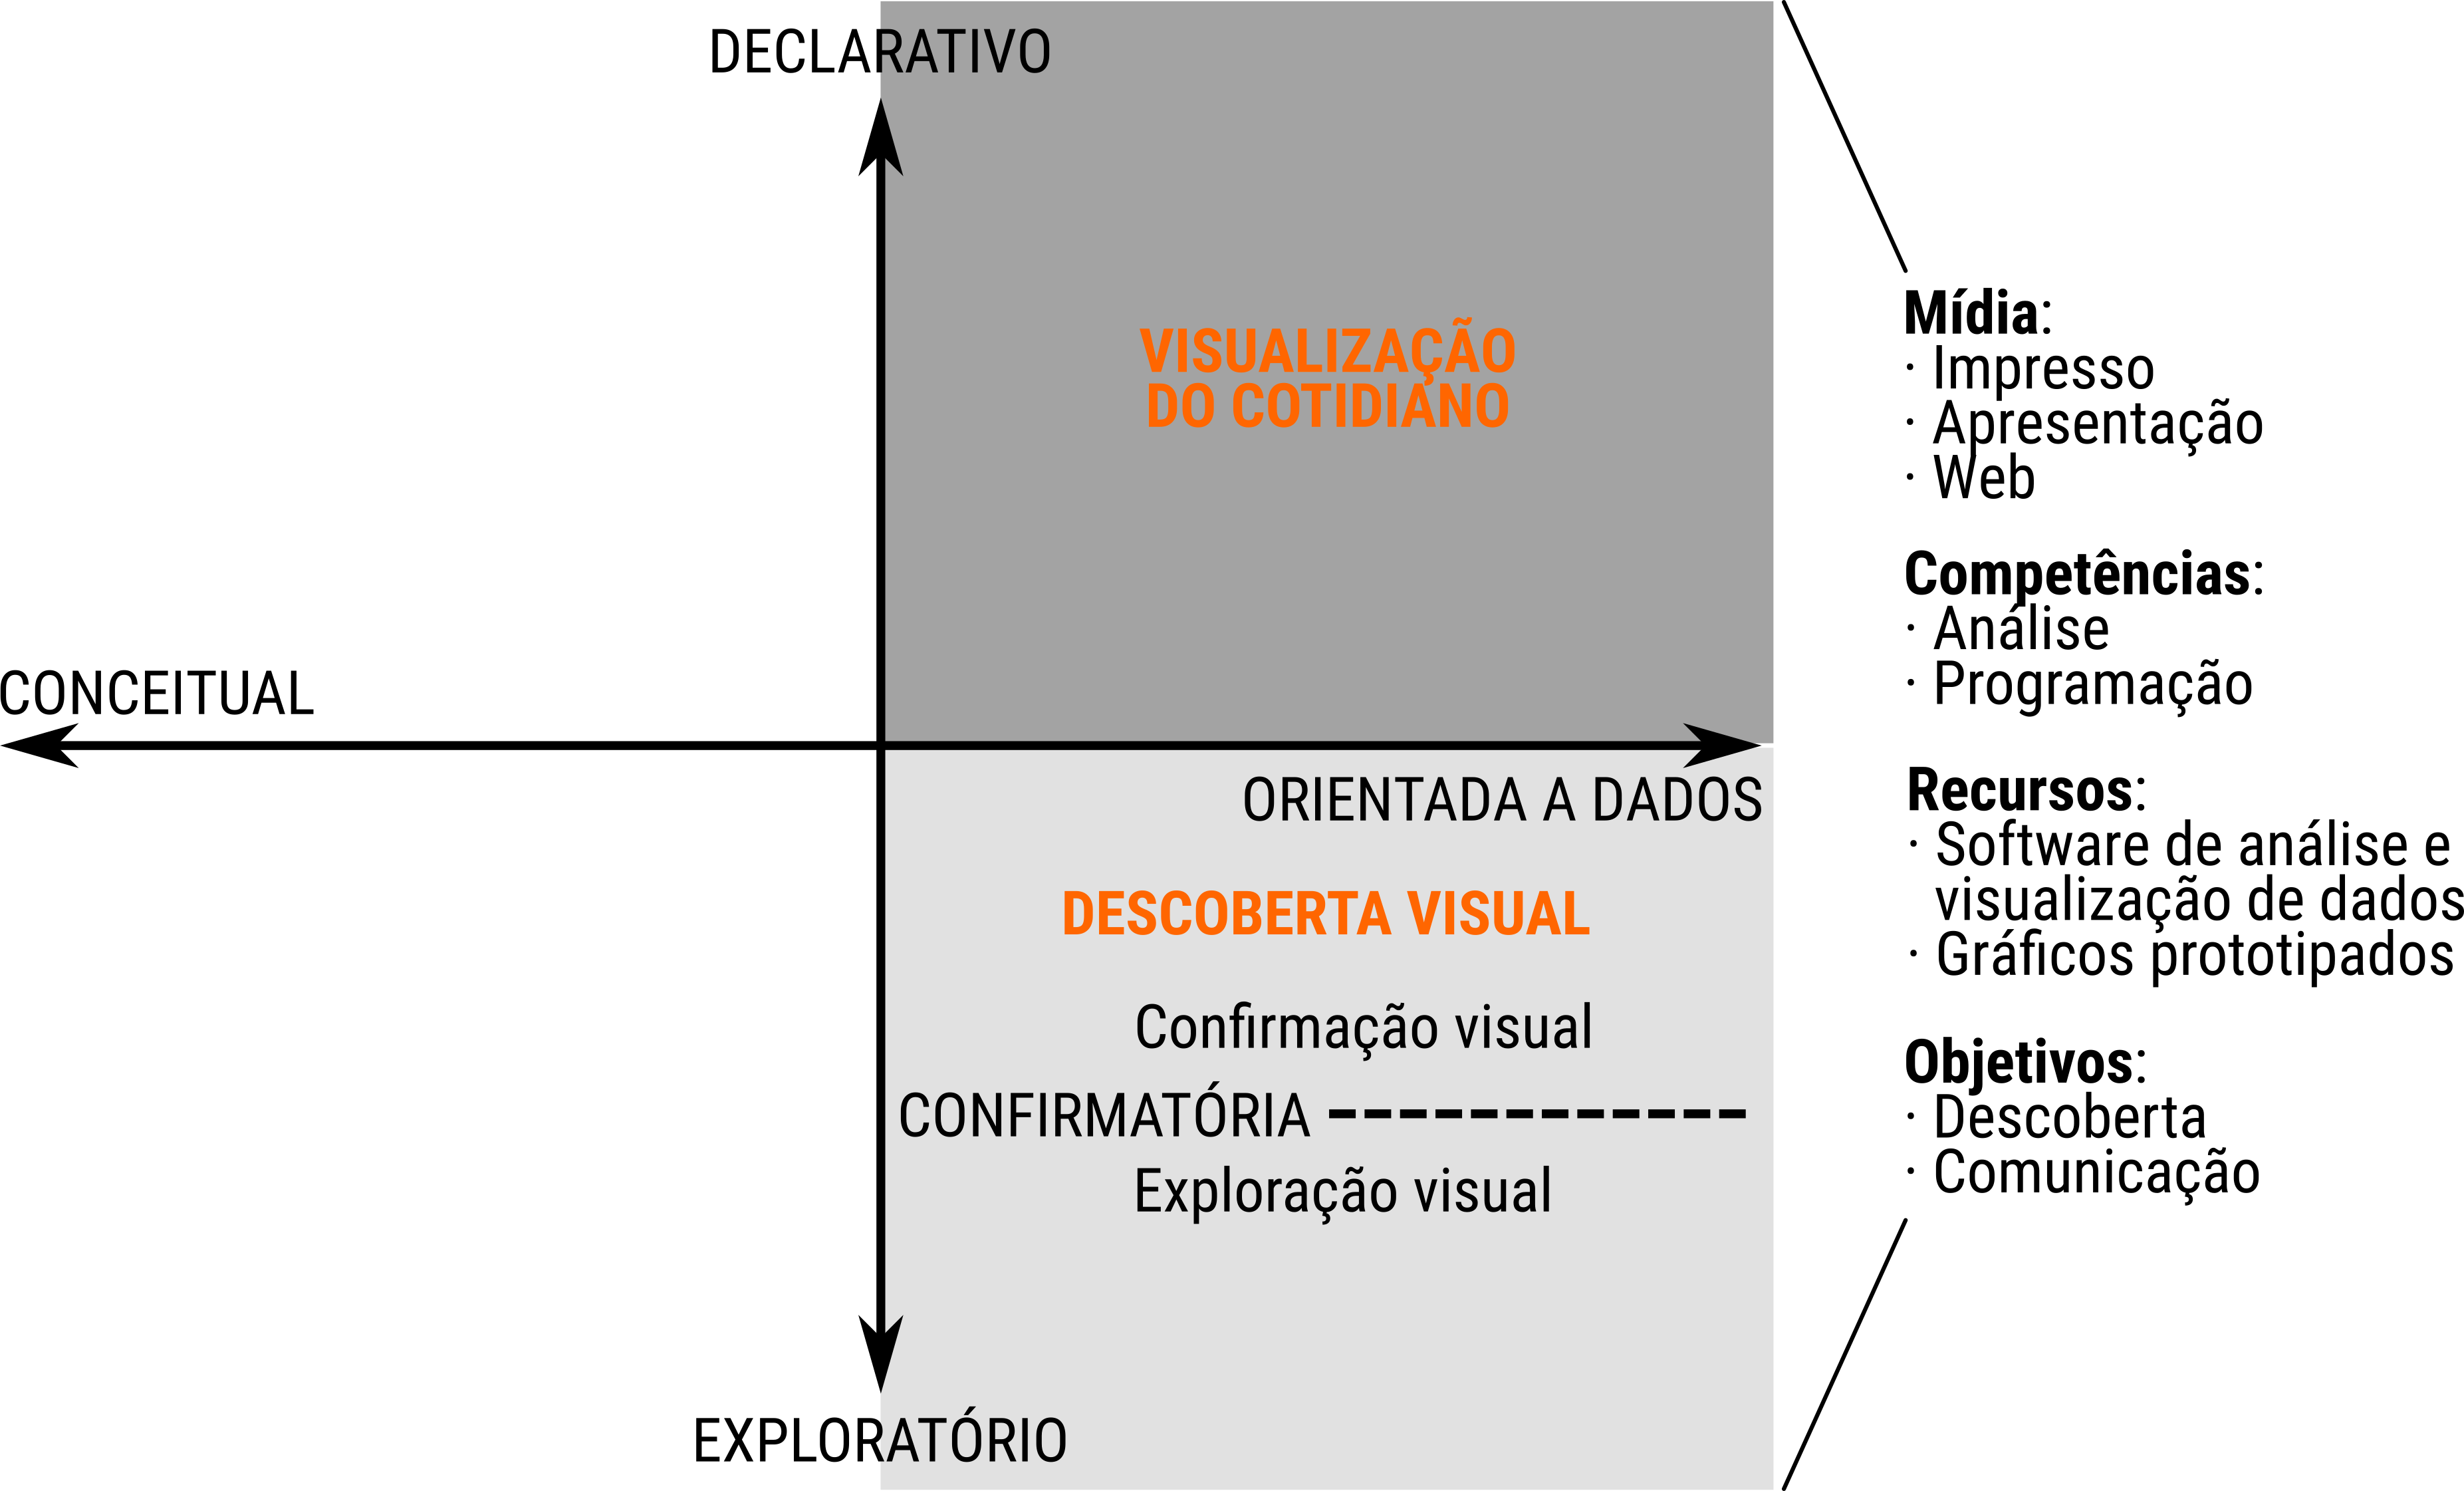 DECLARATIVO
VISUALIZAÇÃO
DO COTIDIANO
CONCEITUAL
ORIENTADA A DADOS
DESCOBERTA VISUAL
Confirmação visual
CONFIRMATÓRIA
Exploração visual
EXPLORATÓRIO
Mídia:
· Impresso
· Apresentação
· Web
Competências:
· Análise
· Programação
Recursos:
· Software de análise e
visualização de dados
· Gráficos prototipados
Objetivos:
· Descoberta
· Comunicação